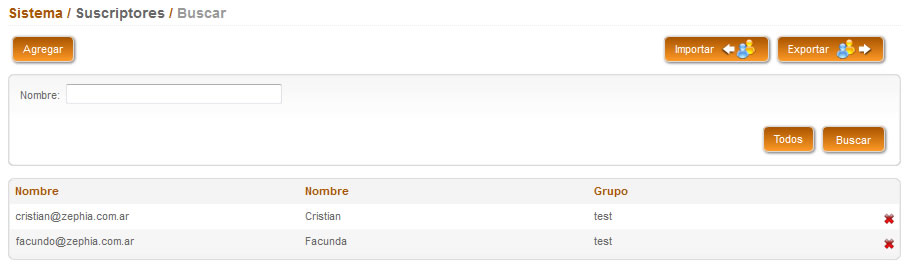 Sistema / Suscriptores / Buscar
Agregar Importar Exportar
Nombre:
Todos Buscar
Nombre Nombre Grupo
cristian@zephia.com.ar Cristian test
facundo@zephia.com.ar Facunda test